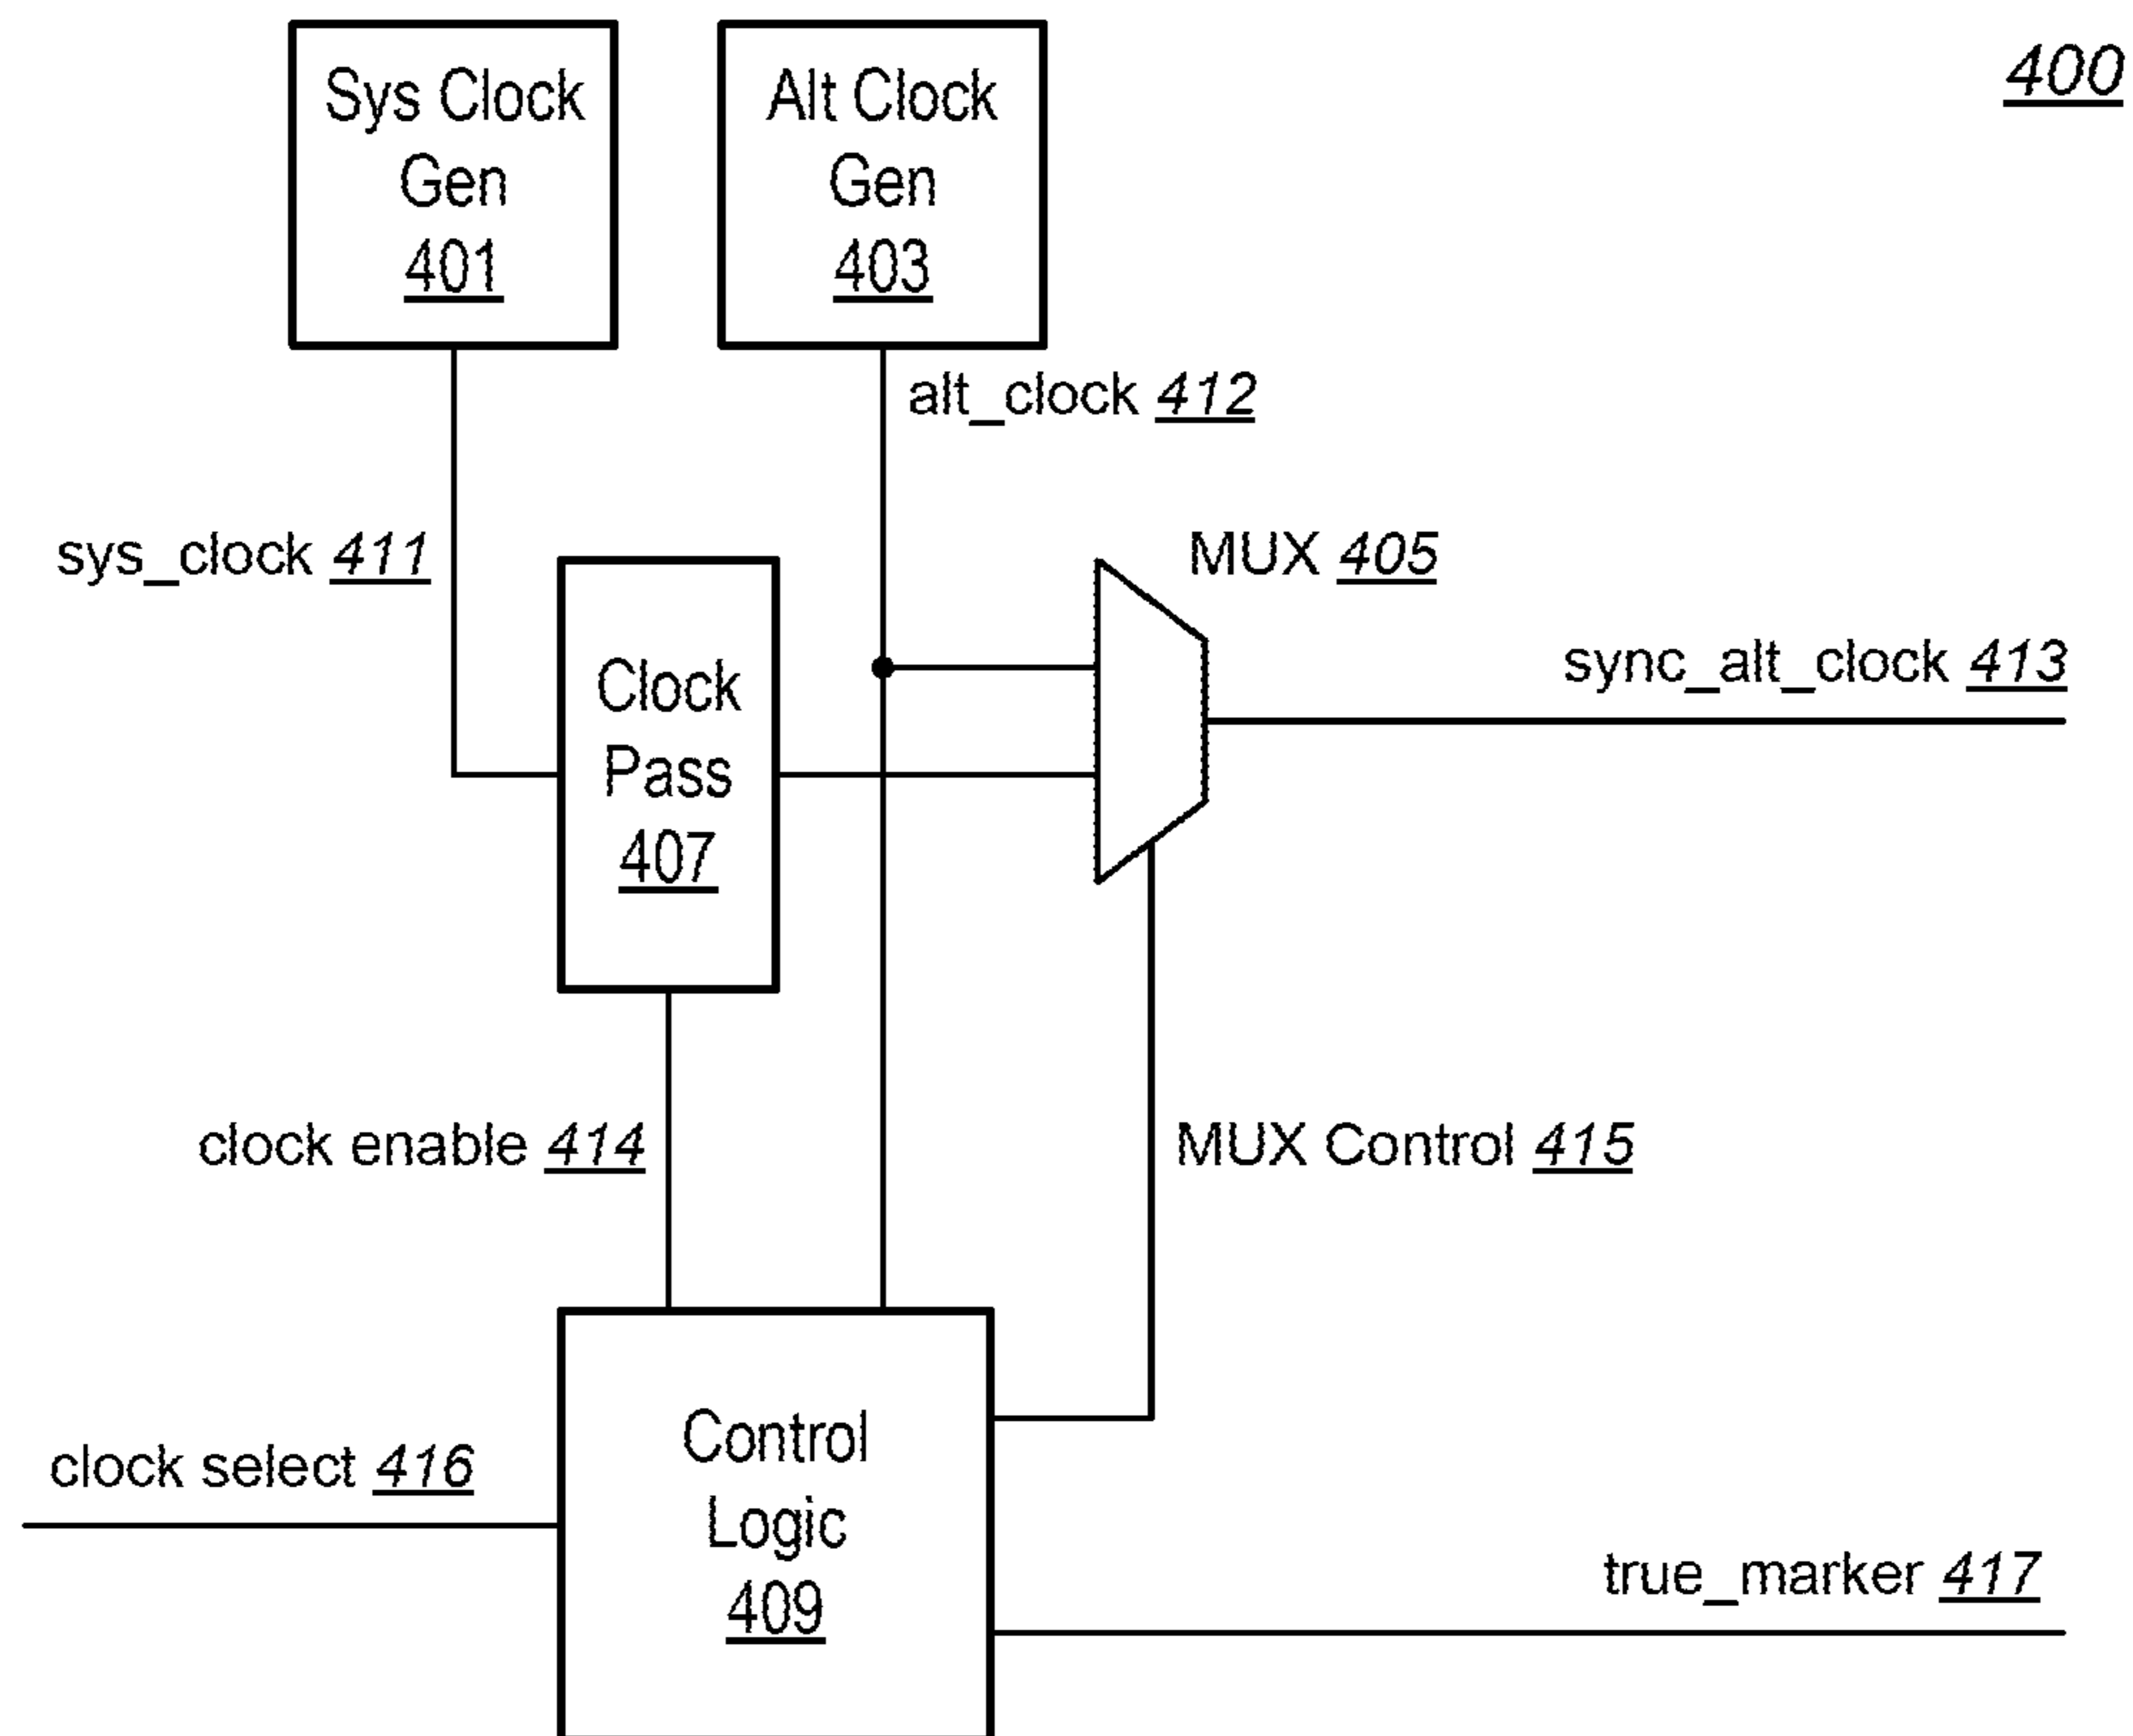 400
Sys Clock
Gen
401
Alt Clock
Gen
403
alt_clock 412
sys_clock 411
MUX 405
Clock
Pass
407
sync_alt_clock 413
clock enable 414
MUX Control 415
Control
Logic
409
clock select 416
true_marker 417